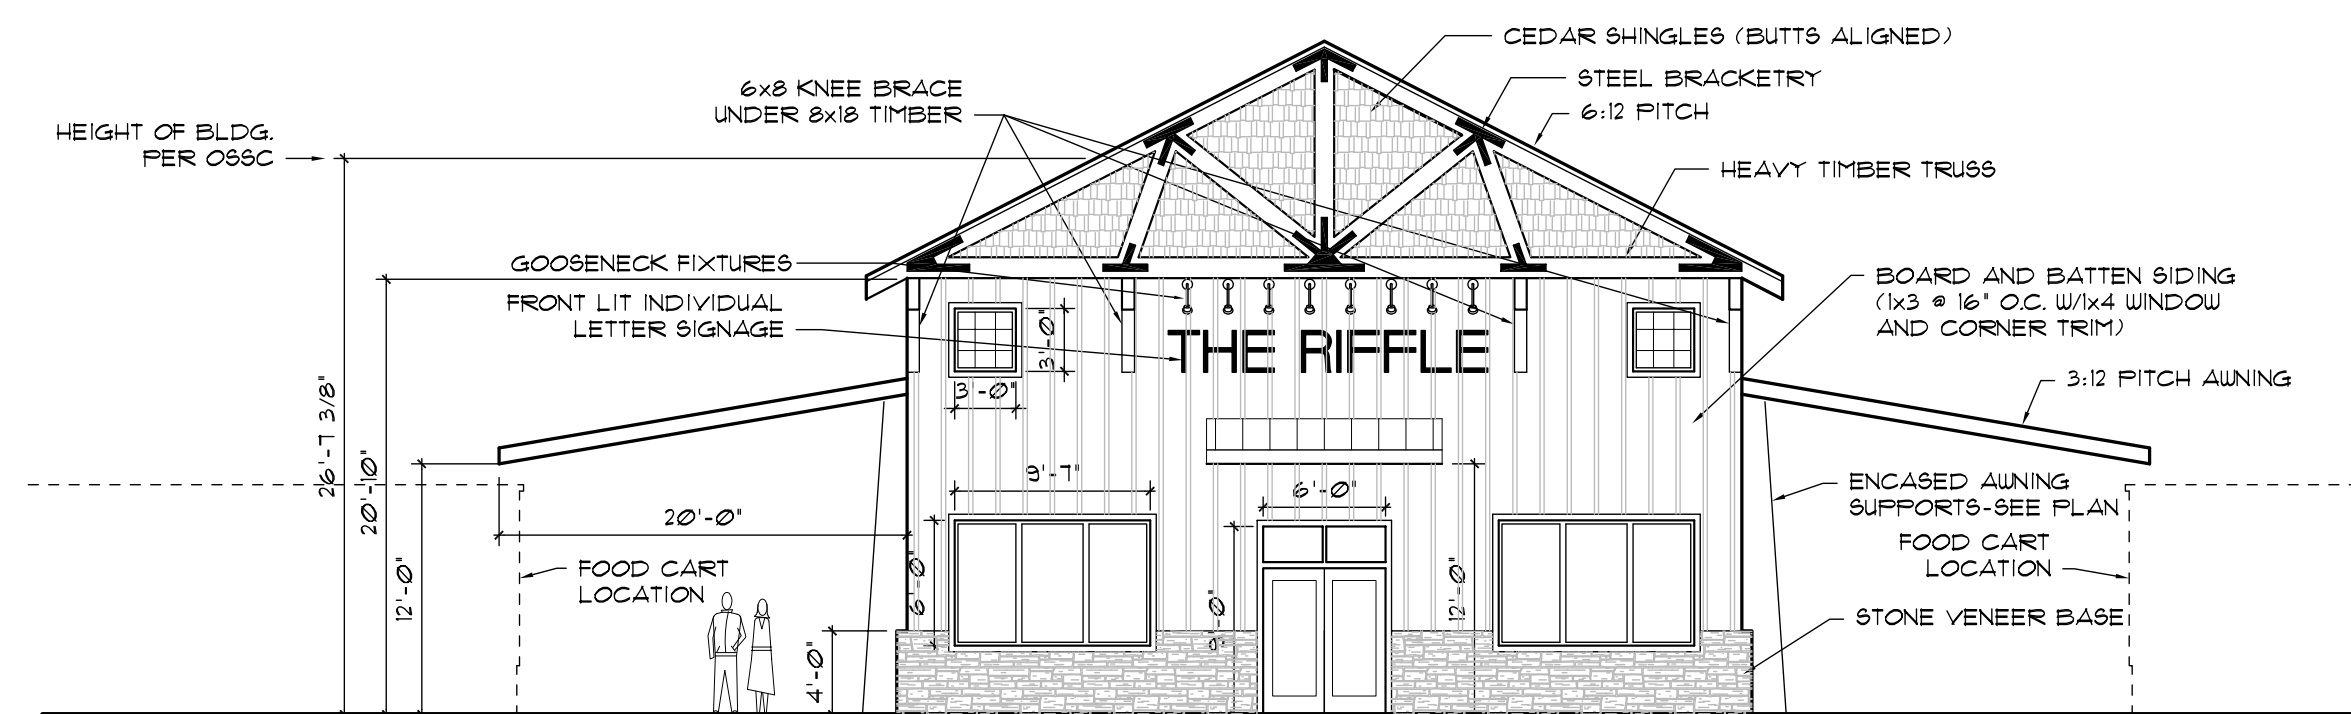 CEDAR SHINGLES (BUTTS ALIGNED)
STEEL BRACKETRY
6:12 PITCH
6x8 KNEE BRACE
UNDER 8x18 TIMBER
HEIGHT OF BLDG.
PER OSSC
HEAVY TIMBER TRUSS
GOOSENECK FIXTURES
FRONT LIT INDIVIDUAL
LETTER SIGNAGE
BOARD AND BATTEN SIDING
(1x3 @ 16" O.C. W/1x4 WINDOW
AND CORNER TRIM)
THE RIFFLE
3'-0"
3'-0"
3:12 PITCH AWNING
26'-7 3/8"
20'-10"
12'-0"
9'-7"
6'-0"
ENCASED AWNING
SUPPORTS-SEE PLAN
20'-0"
FOOD CART
LOCATION
FOOD CART
LOCATION
6'-0"
12'-0"
4'-0"
STONE VENEER BASE